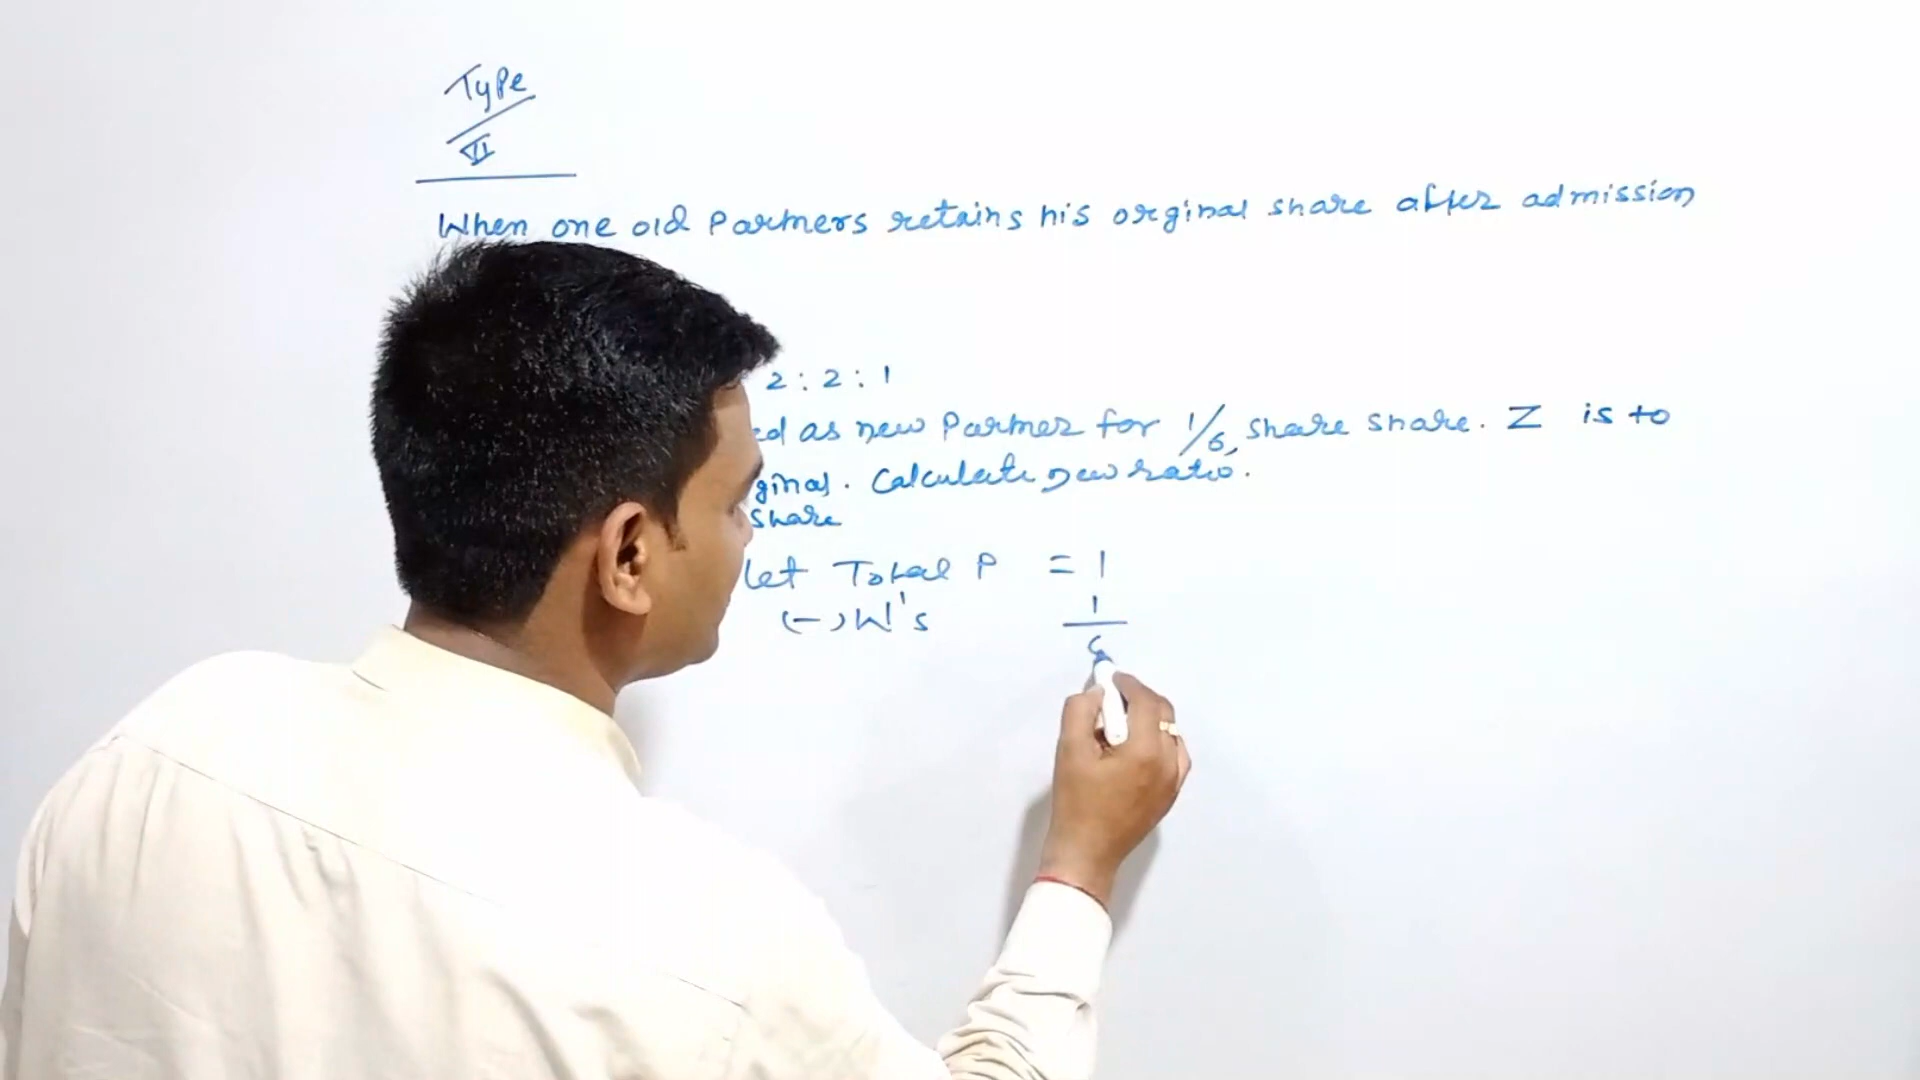 Type
VI
When one old Partners retains his orginal share after admission
2 : 2 : 1
ed as new Partner for 1/6, share share. Z is to
ginal. Calculate new ratio.
share
let Total P = 1
(-) W's 1/6